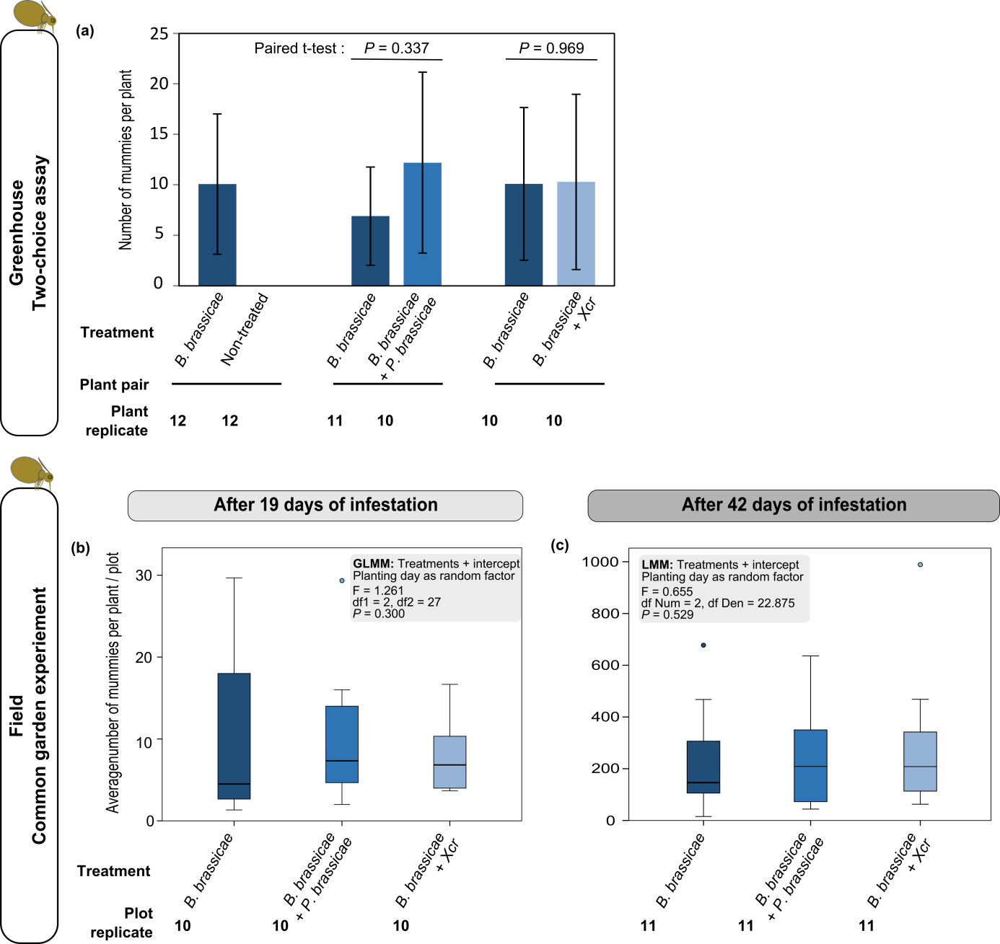 Greenhouse
Two-choice assay
(a)
Number of mummies per plant
25
20
15
10
5
0
Paired t-test :
P = 0.337
P = 0.969
Treatment
B. brassicae
Non-treated
B. brassicae
B. brassicae
+ P. brassicae
B. brassicae
B. brassicae
+ Xcr
Plant pair
Plant
replicate
12
12
11
10
10
10
Field
Common garden experiement
After 19 days of infestation
After 42 days of infestation
(b)
Averagenumber of mummies per plant / plot
30
20
10
0
GLMM: Treatments + intercept
Planting day as random factor
F = 1.261
df1 = 2, df2 = 27
P = 0.300
(c)
1000
800
600
400
200
0
LMM: Treatments + intercept
Planting day as random factor
F = 0.655
df Num = 2, df Den = 22.875
P = 0.529
Treatment
B. brassicae
B. brassicae
+ P. brassicae
B. brassicae
+ Xcr
B. brassicae
B. brassicae
+ P. brassicae
B. brassicae
+ Xcr
Plot
replicate
10
10
10
11
11
11